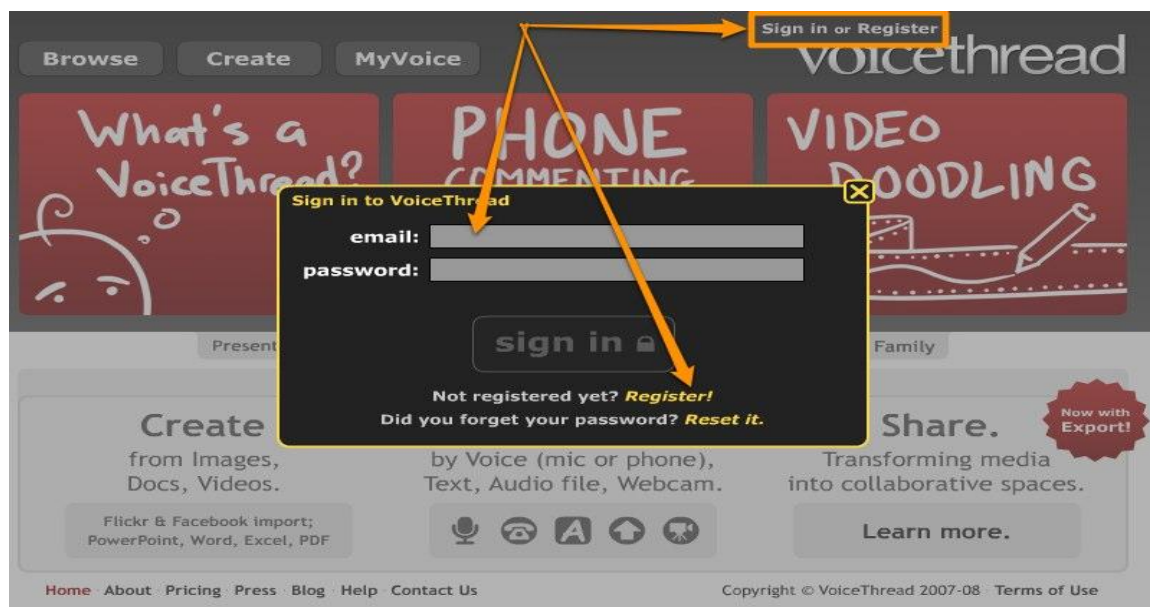 Sign in or Register
Browse Create MyVoice
voicethread
What's a
VoiceThread?
PHONE
COMMENTING
VIDEO
DOODLING
Sign in to VoiceThread
email:
password:
sign in
Not registered yet? Register!
Did you forget your password? Reset it.
Present
Family
Create
from Images,
Docs, Videos.
Flickr & Facebook import;
PowerPoint, Word, Excel, PDF
by Voice (mic or phone),
Text, Audio file, Webcam.
A
Share.
Transforming media
into collaborative spaces.
Learn more.
Now with
Export!
Home · About · Pricing · Press · Blog · Help · Contact Us
Copyright © VoiceThread 2007-08 · Terms of Use